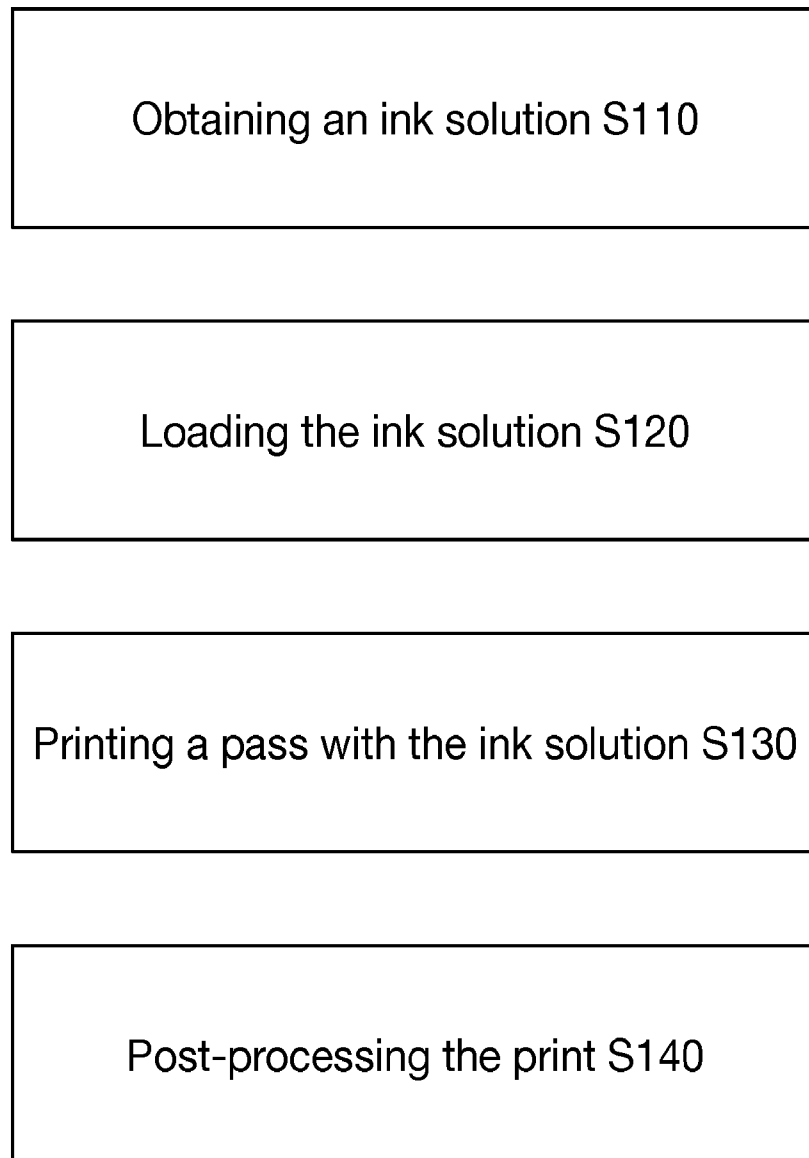 Obtaining an ink solution S110
Loading the ink solution S120
Printing a pass with the ink solution S130
Post-processing the print S140